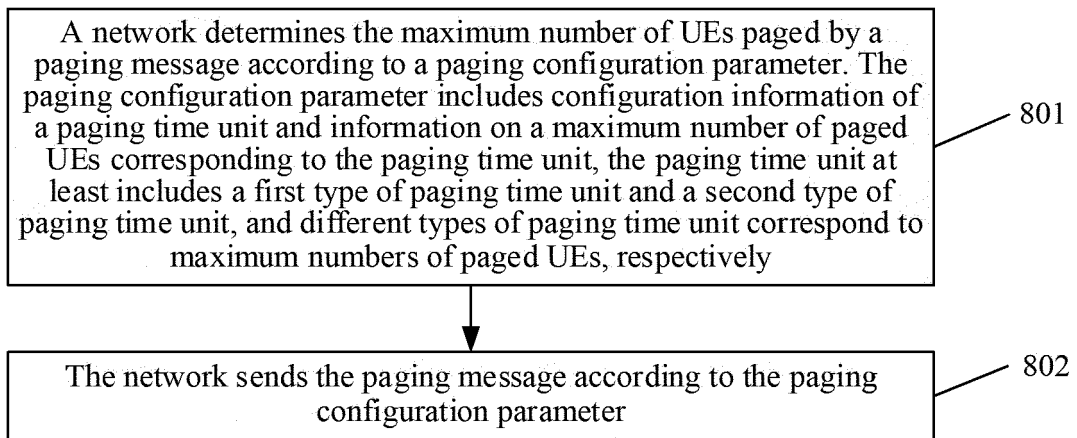 A network determines the maximum number of UEs paged by a
paging message according to a paging configuration parameter. The
paging configuration parameter includes configuration information of
a paging time unit and information on a maximum number of paged
UEs corresponding to the paging time unit, the paging time unit at
least includes a first type of paging time unit and a second type of
paging time unit, and different types of paging time unit correspond to
maximum numbers of paged UEs, respectively
801
The network sends the paging message according to the paging
configuration parameter
802